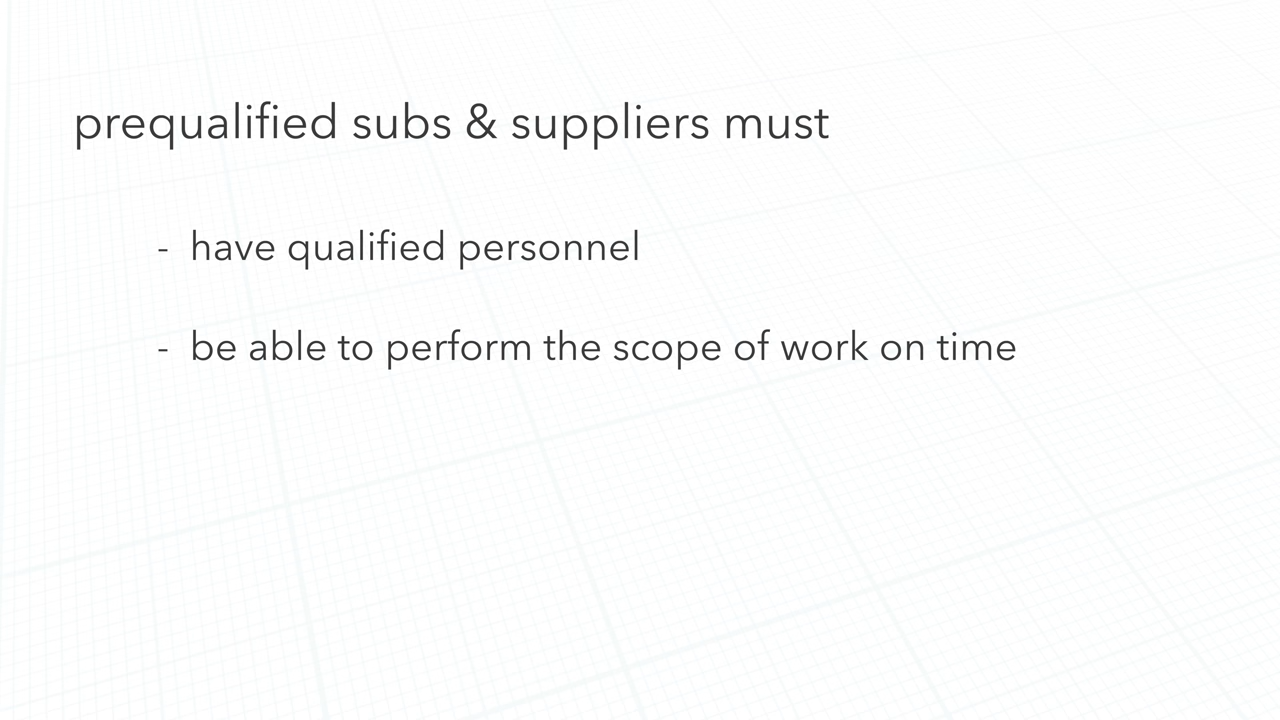 prequalified subs & suppliers must
- have qualified personnel
- be able to perform the scope of work on time